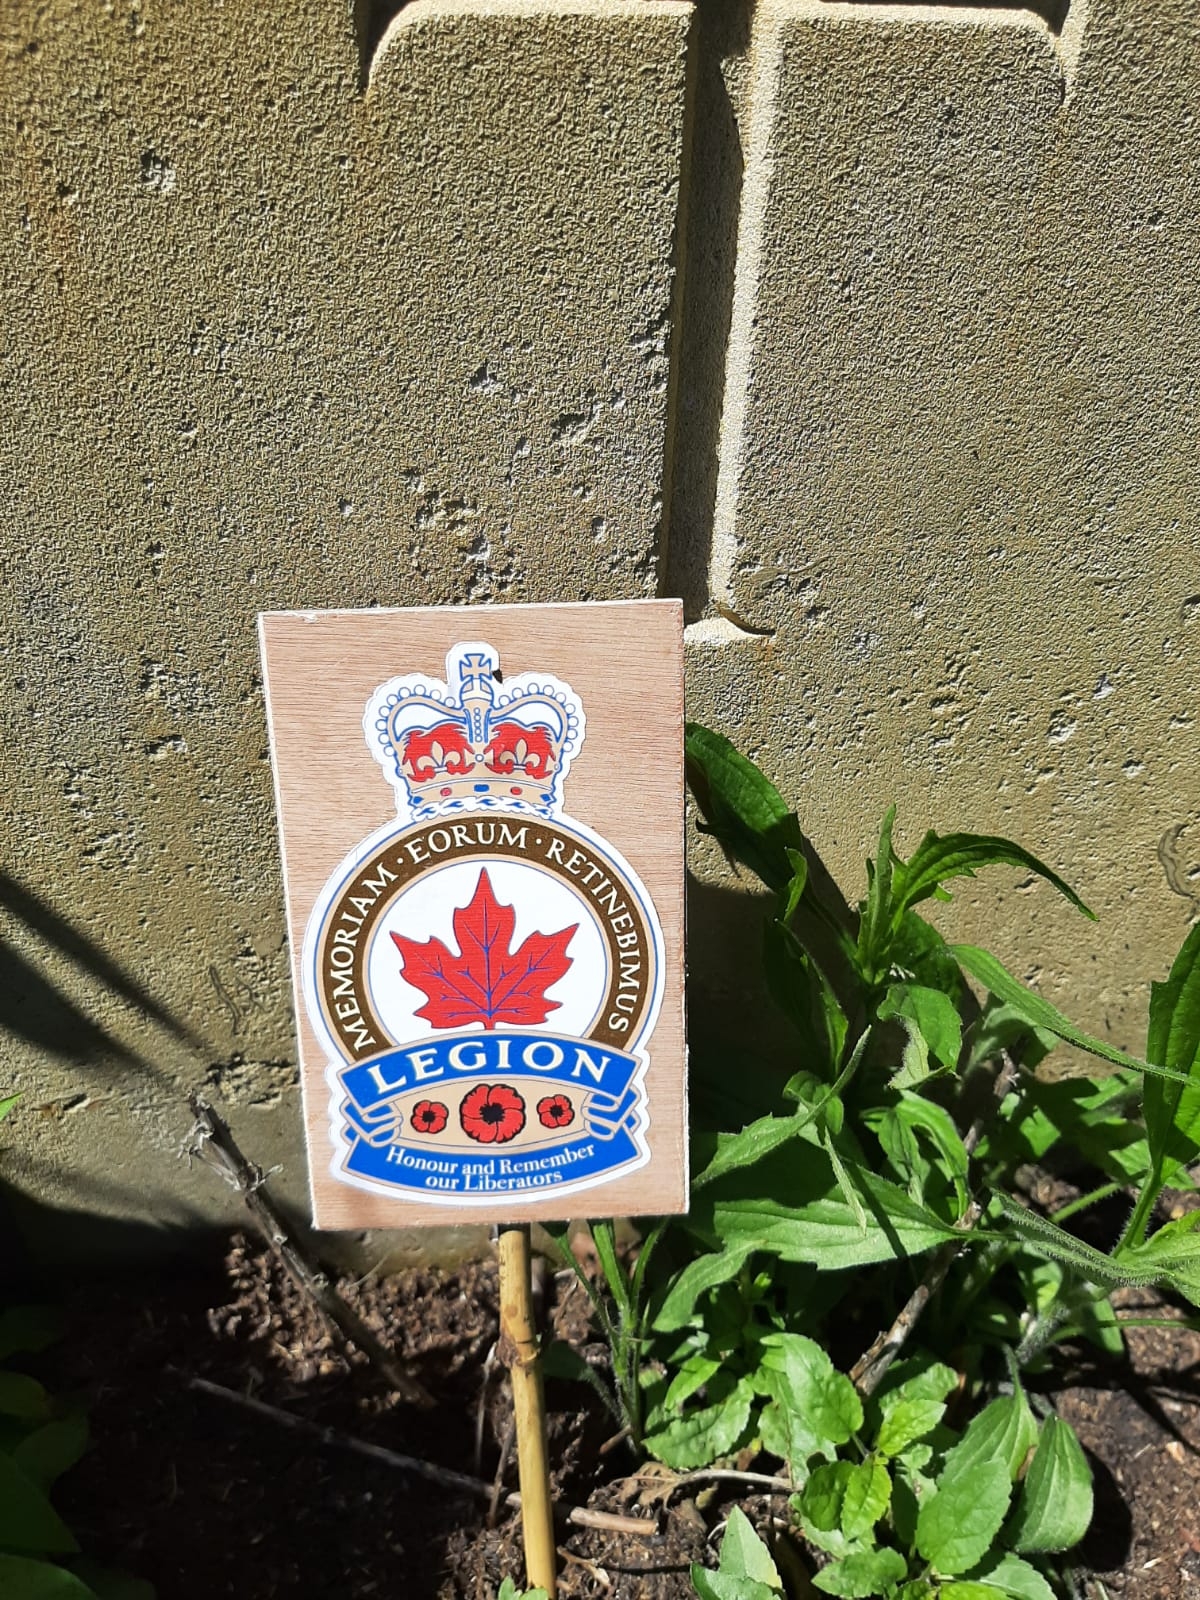 MEMORIAM · EORUM · RETINEBIMUS
LEGION
Honour and Remember
our Liberators